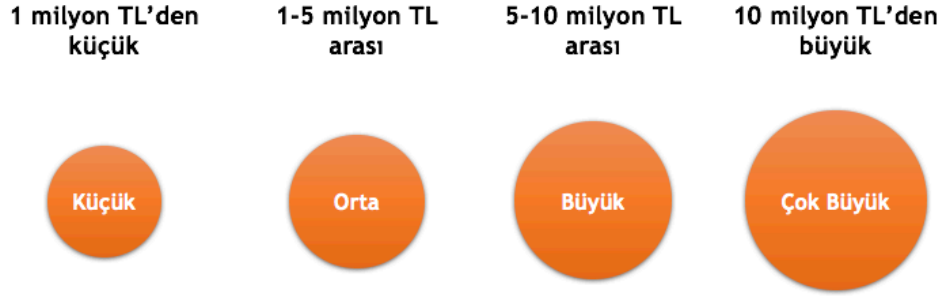 1 milyon TL’den
küçük
1-5 milyon TL
arası
5-10 milyon TL
arası
10 milyon TL’den
büyük
Küçük
Orta
Büyük
Çok Büyük